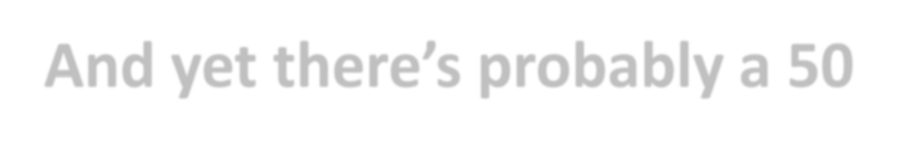 And yet there’s probably a 50